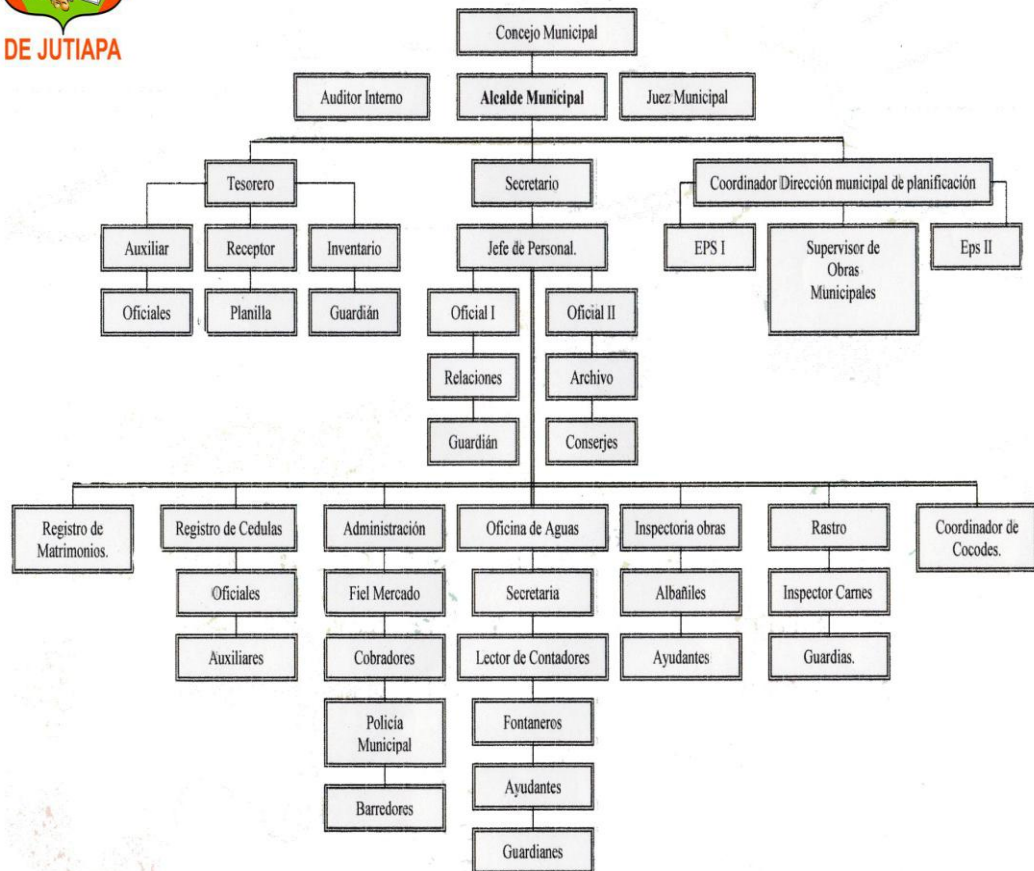 DE JUTIAPA
Concejo Municipal
Auditor Interno
Alcalde Municipal
Juez Municipal
Tesorero
Secretario
Coordinador Dirección municipal de planificación
Auxiliar
Receptor
Inventario
Jefe de Personal.
EPS I
Supervisor de
Obras
Municipales
Eps II
Oficiales
Planilla
Guardián
Oficial I
Oficial II
Relaciones
Archivo
Guardián
Conserjes
Registro de
Matrimonios.
Registro de Cedulas
Administración
Oficina de Aguas
Inspectoria obras
Rastro
Coordinador de
Cocodes.
Oficiales
Fiel Mercado
Secretaria
Albañiles
Inspector Carnes
Auxiliares
Cobradores
Lector de Contadores
Ayudantes
Guardias.
Policía
Municipal
Fontaneros
Barredores
Ayudantes
Guardianes